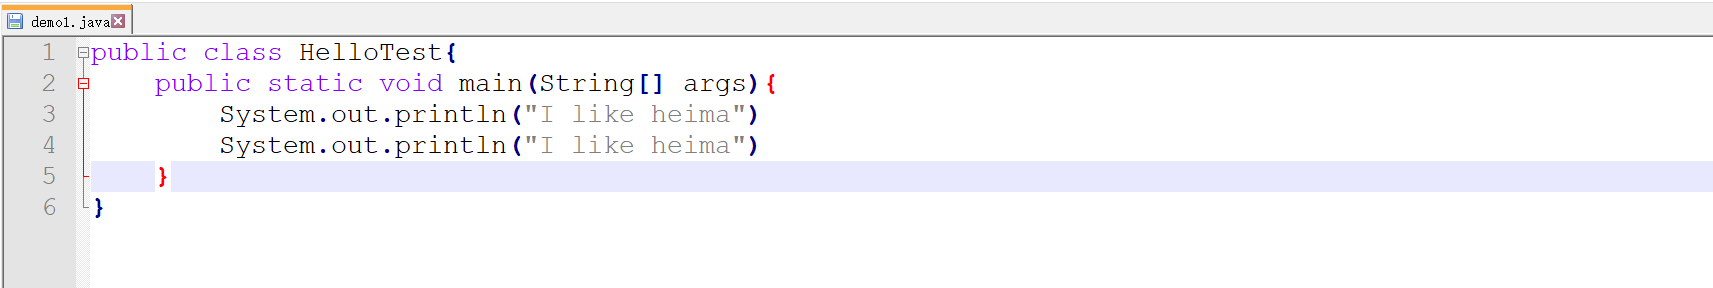 demo1.java
1 public class HelloTest{
2     public static void main(String[] args){
3         System.out.println("I like heima")
4         System.out.println("I like heima")
5     }
6 }